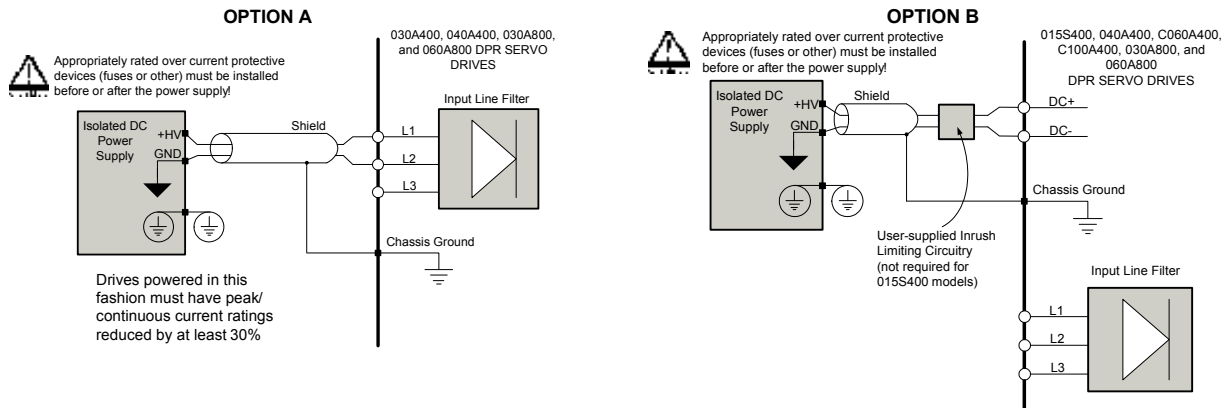 OPTION A
Appropriately rated over current protective
devices (fuses or other) must be installed
before or after the power supply!
030A400, 040A400, 030A800,
and 060A800 DPR SERVO
DRIVES
Isolated DC
Power
Supply
+HV
GND
Shield
L1
L2
L3
Input Line Filter
Chassis Ground
Drives powered in this
fashion must have peak/
continuous current ratings
reduced by at least 30%
OPTION B
Appropriately rated over current protective
devices (fuses or other) must be installed
before or after the power supply!
015S400, 040A400, C060A400,
C100A400, 030A800, and
060A800
DPR SERVO DRIVES
Isolated DC
Power
Supply
+HV
GND
Shield
DC+
DC-
Chassis Ground
User-supplied Inrush
Limiting Circuitry
(not required for
015S400 models)
Input Line Filter
L1
L2
L3